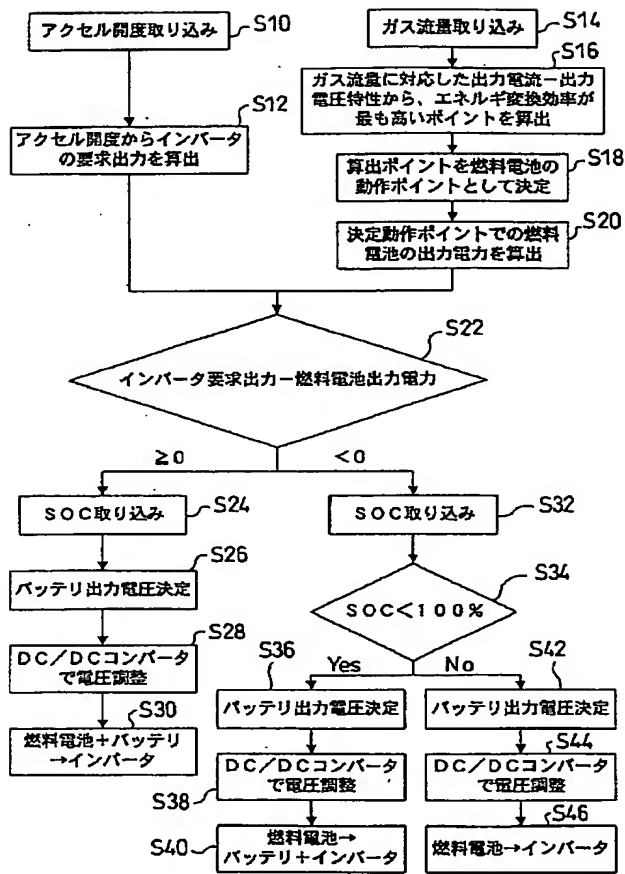 アクセル開度取り込み
S10
ガス流量取り込み
S14
S16
ガス流量に対応した出力電流−出力
電圧特性から、エネルギ変換効率が
最も高いポイントを算出
S12
アクセル開度からインバータ
の要求出力を算出
S18
算出ポイントを燃料電池の
動作ポイントとして決定
S20
決定動作ポイントでの燃料
電池の出力電力を算出
S22
インバータ要求出力−燃料電池出力電力
≧0
<0
SOC取り込み
S24
SOC取り込み
S32
S26
バッテリ出力電圧決定
S34
SOC<100%
S28
DC/DCコンバータ
で電圧調整
Yes
No
S36
バッテリ出力電圧決定
S42
バッテリ出力電圧決定
S30
燃料電池+バッテリ
→インバータ
S38
DC/DCコンバータ
で電圧調整
S44
DC/DCコンバータ
で電圧調整
S40
燃料電池→
バッテリ+インバータ
S46
燃料電池→インバータ